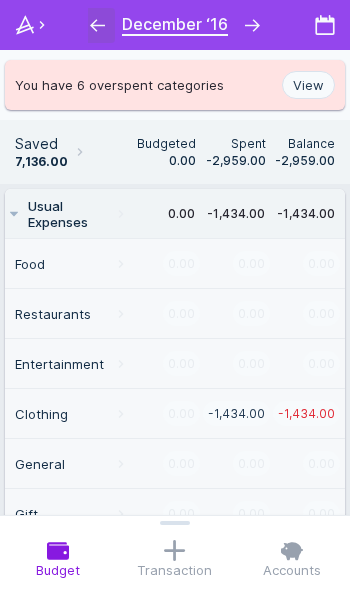 December ‘16
You have 6 overspent categories View
Saved Budgeted Spent Balance
7,136.00 0.00 -2,959.00 -2,959.00
Usual Expenses 0.00 -1,434.00 -1,434.00
Food 0.00 0.00 0.00
Restaurants 0.00 0.00 0.00
Entertainment 0.00 0.00 0.00
Clothing 0.00 -1,434.00 -1,434.00
General 0.00 0.00 0.00
Gift 0.00 0.00 0.00
Budget Transaction Accounts